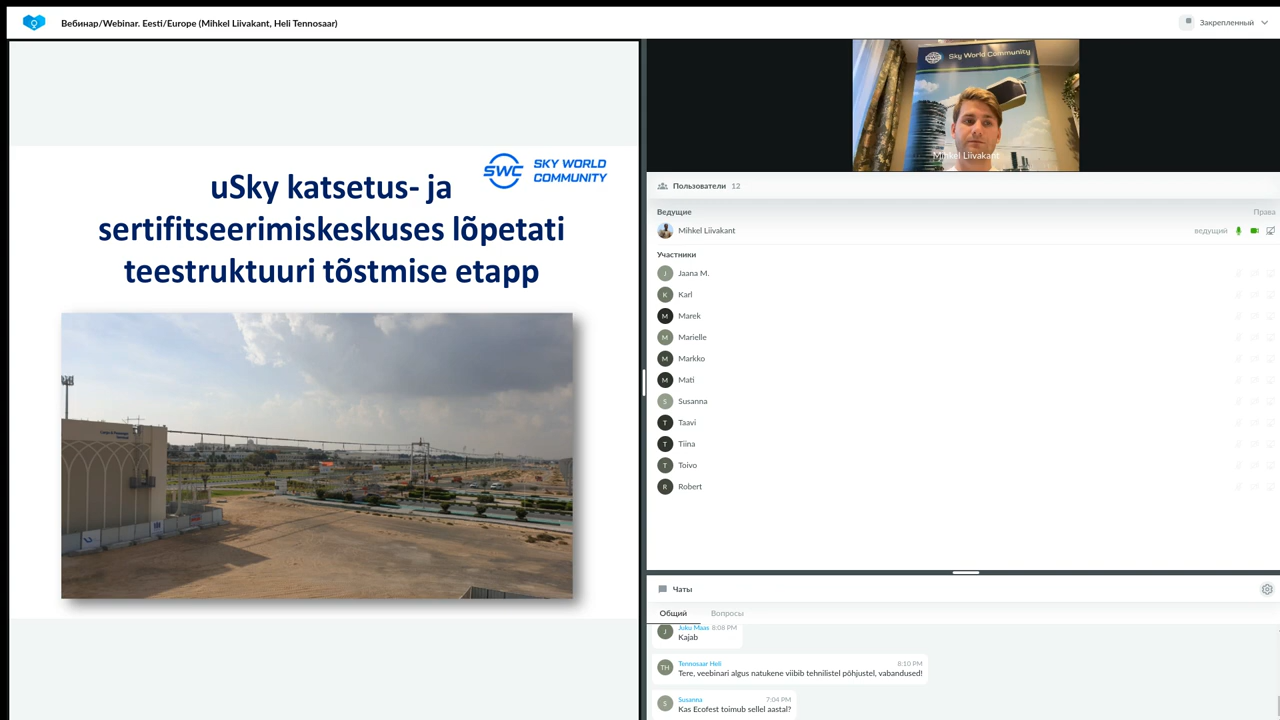 Вебинар/Webinar. Eesti/Europe (Mihkel Liivakant, Heli Tennosaar)
Закрепленный
SWC SKY WORLD
COMMUNITY
uSky katsetus- ja
sertifitseerimiskeskuses lõpetati
teestruktuuri tõstmise etapp
Sky World Community
Mihkel Liivakant
Пользователи 12
Ведущие Права
Mihkel Liivakant ведущий
Участники
J Jaana M.
K Karl
M Marek
M Marielle
M Markko
M Mati
S Susanna
T Taavi
T Tiina
T Toivo
R Robert
Чаты
Общий Вопросы
J Juku Maas 8:08 PM
Kajab
TH Tennosaar Heli 8:10 PM
Tere, veebinari algus natukene viibib tehnilistel põhjustel, vabandused!
S Susanna 7:04 PM
Kas Ecofest toimub sellel aastal?